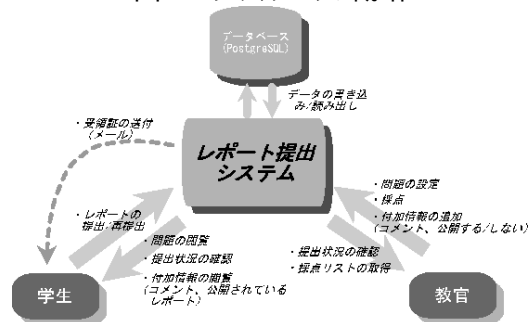 データベース
(PostgreSQL)
データの書き込
み/読み出し
・受領証の送付
(メール)
レポート提出
システム
・問題の設定
・採点
・付加情報の追加
(コメント、公開する/しない)
・レポートの
提出/再提出
・問題の閲覧
・提出状況の確認
・付加情報の閲覧
(コメント、公開されている
レポート)
・提出状況の確認
・採点リストの取得
学生
教官